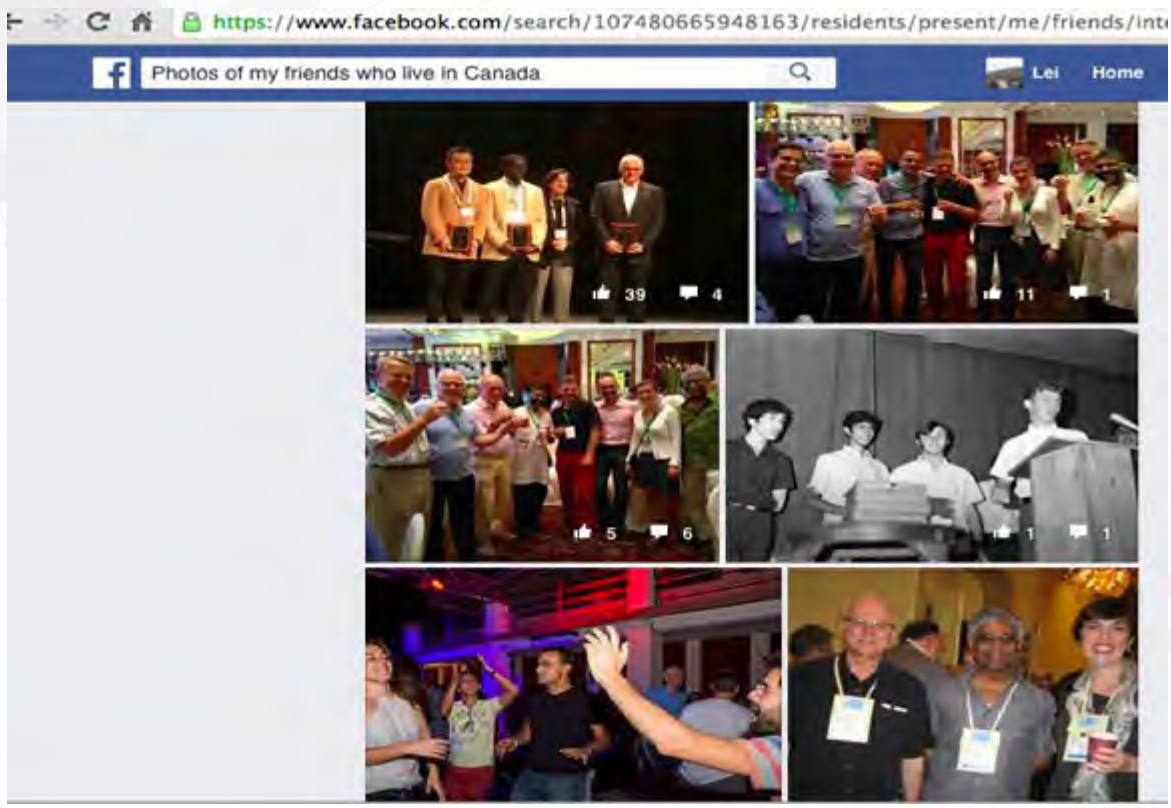 https://www.facebook.com/search/107480665948163/residents/present/me/friends/inte
f Photos of my friends who live in Canada Lei Home
39 4
11 1
5 6
1 1